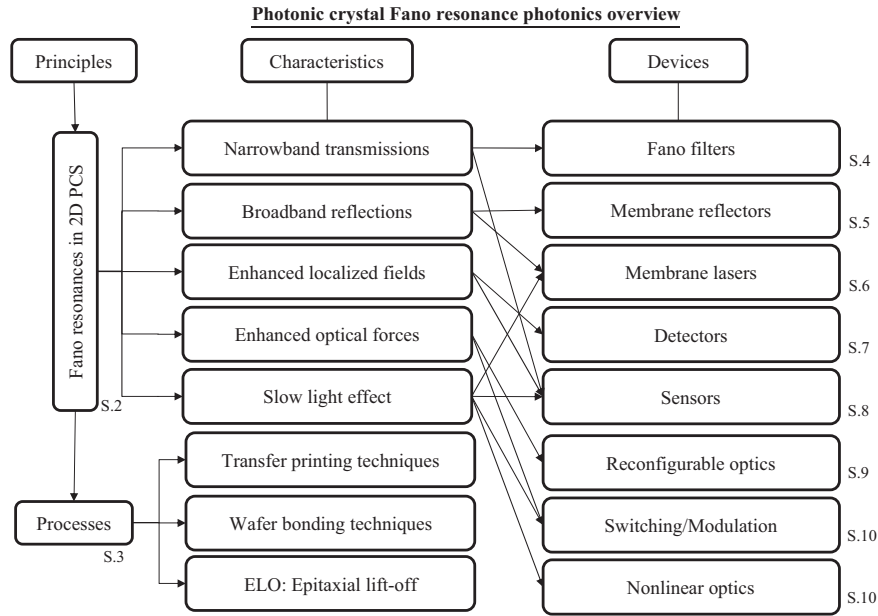 Photonic crystal Fano resonance photonics overview
Principles
Characteristics
Devices
Fano resonances in 2D PCS
S.2
Narrowband transmissions
Fano filters
S.4
Broadband reflections
Membrane reflectors
S.5
Enhanced localized fields
Membrane lasers
S.6
Enhanced optical forces
Detectors
S.7
Slow light effect
Sensors
S.8
Transfer printing techniques
Reconfigurable optics
S.9
Processes
S.3
Wafer bonding techniques
Switching/Modulation
S.10
ELO: Epitaxial lift-off
Nonlinear optics
S.10